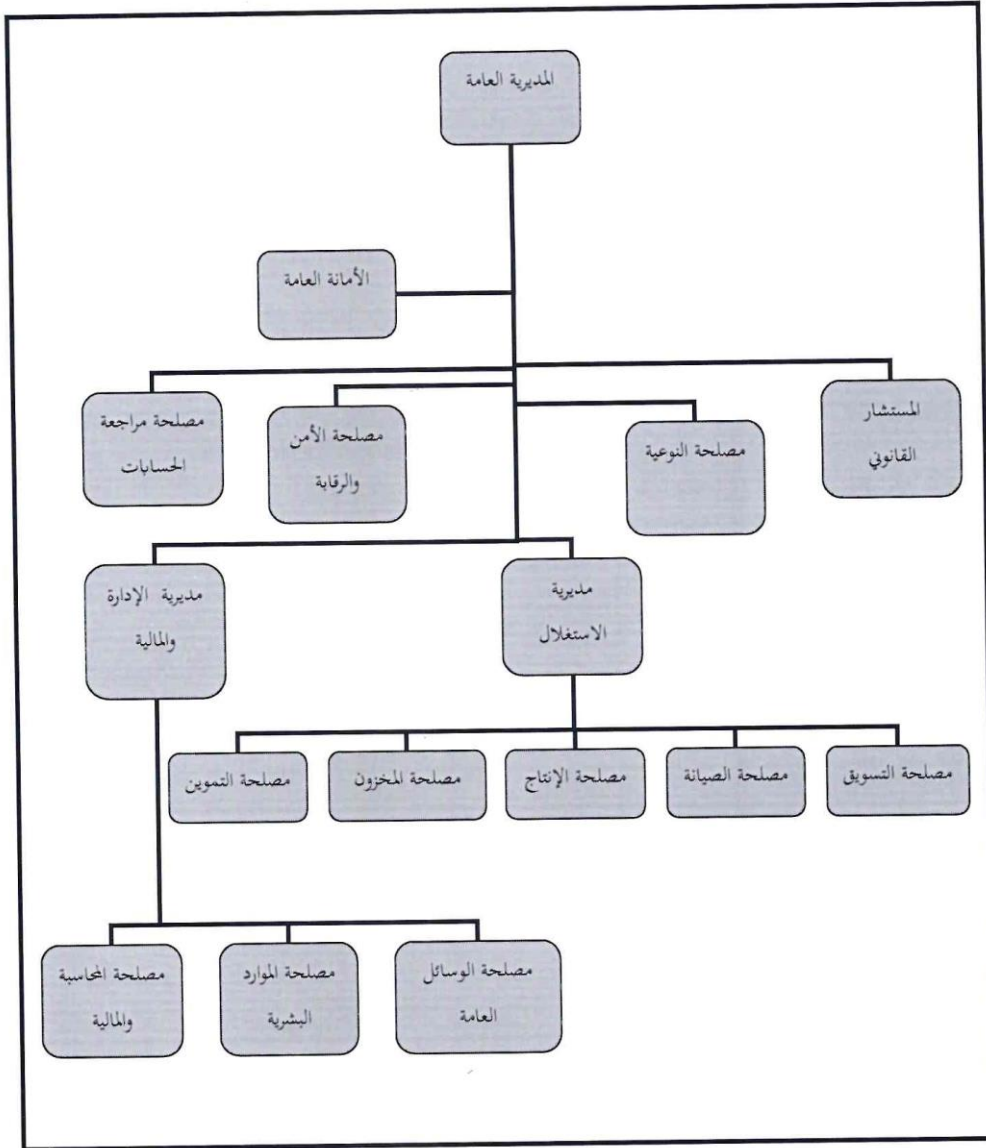 المديرية العامة
الأمانة العامة
المستشار
القانوني
مصلحة النوعية
مصلحة الأمن
والرقابة
مصلحة مراجعة
الحسابات
مديرية
الاستغلال
مديرية الإدارة
والمالية
مصلحة التسويق
مصلحة الصيانة
مصلحة الإنتاج
مصلحة المخزون
مصلحة التموين
مصلحة الوسائل
العامة
مصلحة الموارد
البشرية
مصلحة المحاسبة
والمالية